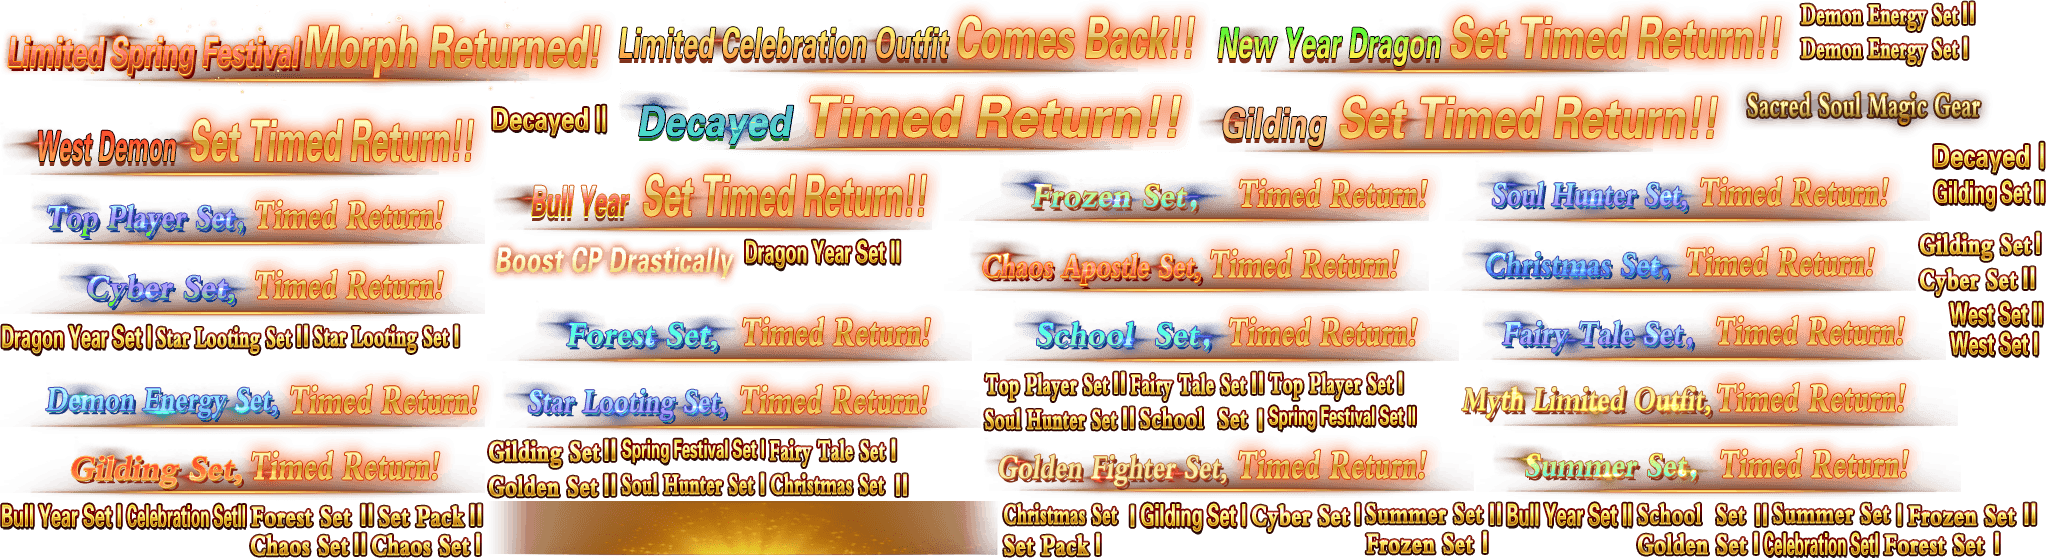 Limited Spring Festival Morph Returned!
Limited Celebration Outfit Comes Back!!
New Year Dragon Set Timed Return!!
Demon Energy Set II
Demon Energy Set I
West Demon Set Timed Return!!
Decayed II
Decayed Timed Return!!
Gilding Set Timed Return!!
Sacred Soul Magic Gear
Decayed I
Gilding Set II
Top Player Set, Timed Return!
Bull Year Set Timed Return!!
Frozen Set, Timed Return!
Soul Hunter Set, Timed Return!
Boost CP Drastically
Dragon Year Set II
Chaos Apostle Set, Timed Return!
Christmas Set, Timed Return!
Gilding Set I
Cyber Set II
Cyber Set, Timed Return!
West Set II
West Set I
Dragon Year Set I
Star Looting Set II
Star Looting Set I
Forest Set, Timed Return!
School Set, Timed Return!
Fairy Tale Set, Timed Return!
Demon Energy Set, Timed Return!
Star Looting Set, Timed Return!
Top Player Set II
Fairy Tale Set II
Top Player Set I
Soul Hunter Set II
School Set I
Spring Festival Set II
Myth Limited Outfit, Timed Return!
Gilding Set, Timed Return!
Gilding Set II
Spring Festival Set I
Fairy Tale Set I
Golden Set II
Soul Hunter Set I
Christmas Set II
Golden Fighter Set, Timed Return!
Summer Set, Timed Return!
Bull Year Set I
Celebration Set II
Forest Set II
Set Pack II
Chaos Set II
Chaos Set I
Christmas Set I
Gilding Set I
Cyber Set I
Summer Set II
Bull Year Set II
School Set II
Summer Set I
Frozen Set II
Set Pack I
Frozen Set I
Golden Set I
Celebration Set I
Forest Set I